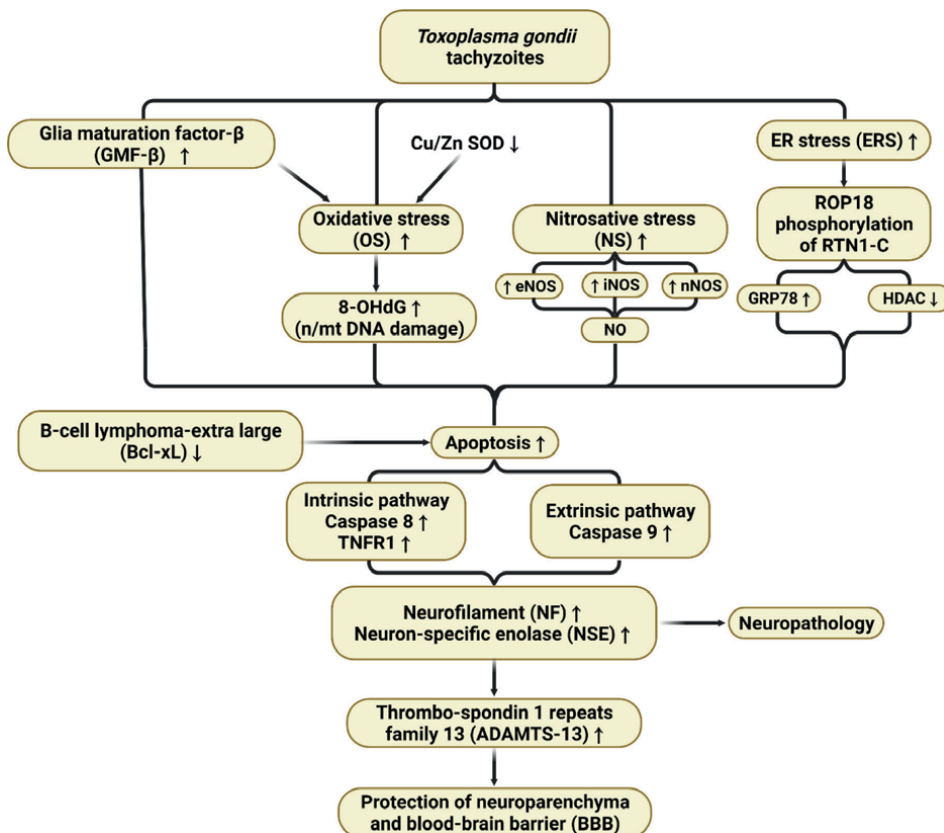 Toxoplasma gondii
tachyzoites
Glia maturation factor-β
(GMF-β) ↑
Cu/Zn SOD ↓
ER stress (ERS) ↑
Oxidative stress
(OS) ↑
Nitrosative stress
(NS) ↑
ROP18
phosphorylation
of RTN1-C
↑ eNOS
↑ iNOS
↑ nNOS
GRP78 ↑
HDAC ↓
8-OHdG ↑
(n/mt DNA damage)
NO
B-cell lymphoma-extra large
(Bcl-xL) ↓
Apoptosis ↑
Intrinsic pathway
Caspase 8 ↑
TNFR1 ↑
Extrinsic pathway
Caspase 9 ↑
Neurofilament (NF) ↑
Neuron-specific enolase (NSE) ↑
Neuropathology
Thrombo-spondin 1 repeats
family 13 (ADAMTS-13) ↑
Protection of neuroparenchyma
and blood-brain barrier (BBB)